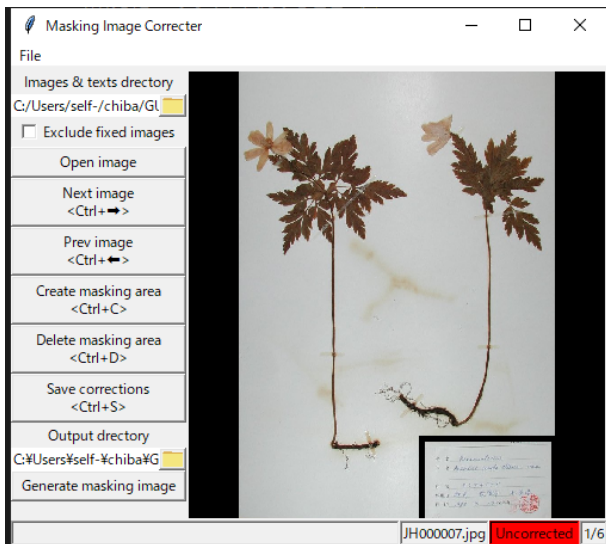 Masking Image Correcter
File
Images & texts drectory
C:/Users/self-/chiba/GU
Exclude fixed images
Open image
Next image
<Ctrl+➡>
Prev image
<Ctrl+⬅>
Create masking area
<Ctrl+C>
Delete masking area
<Ctrl+D>
Save corrections
<Ctrl+S>
Output drectory
C:¥Users¥self-¥chiba¥G
Generate masking image
JH000007.jpg
Uncorrected
1/6